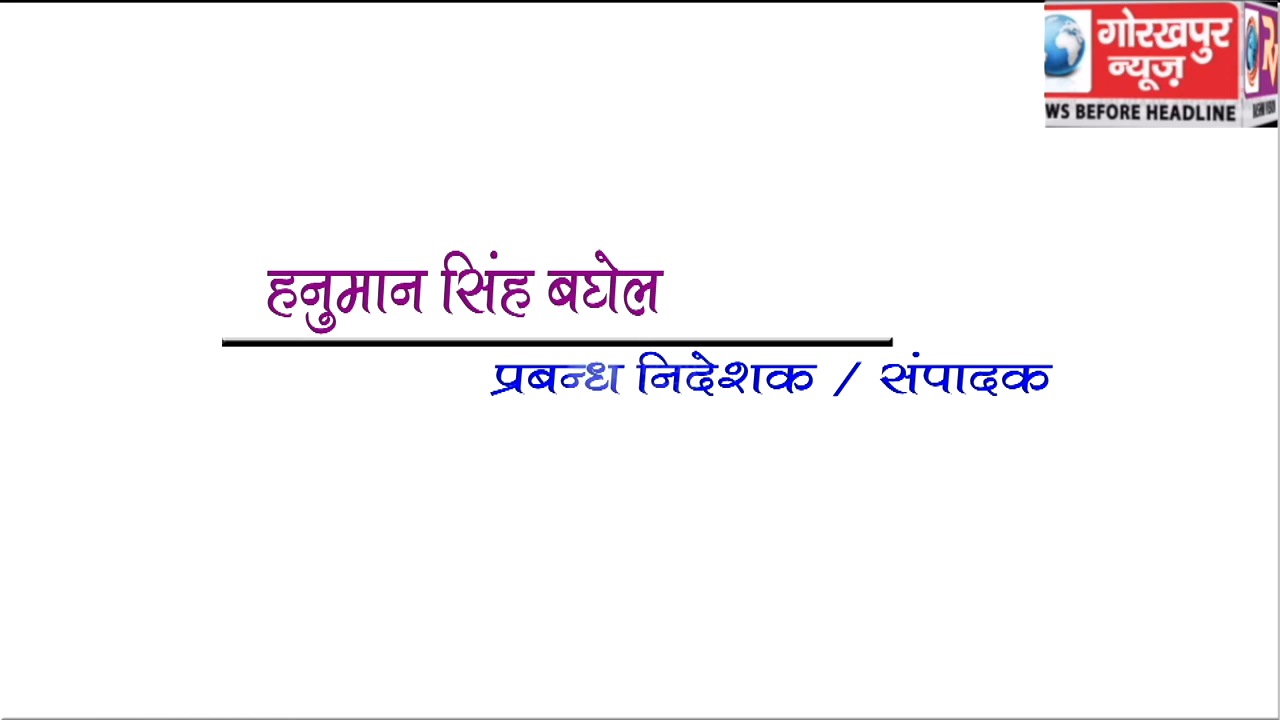 गोरखपुर
न्यूज़
WS BEFORE HEADLINE
हनुमान सिंह बघेल
प्रबन्ध निदेशक / संपादक